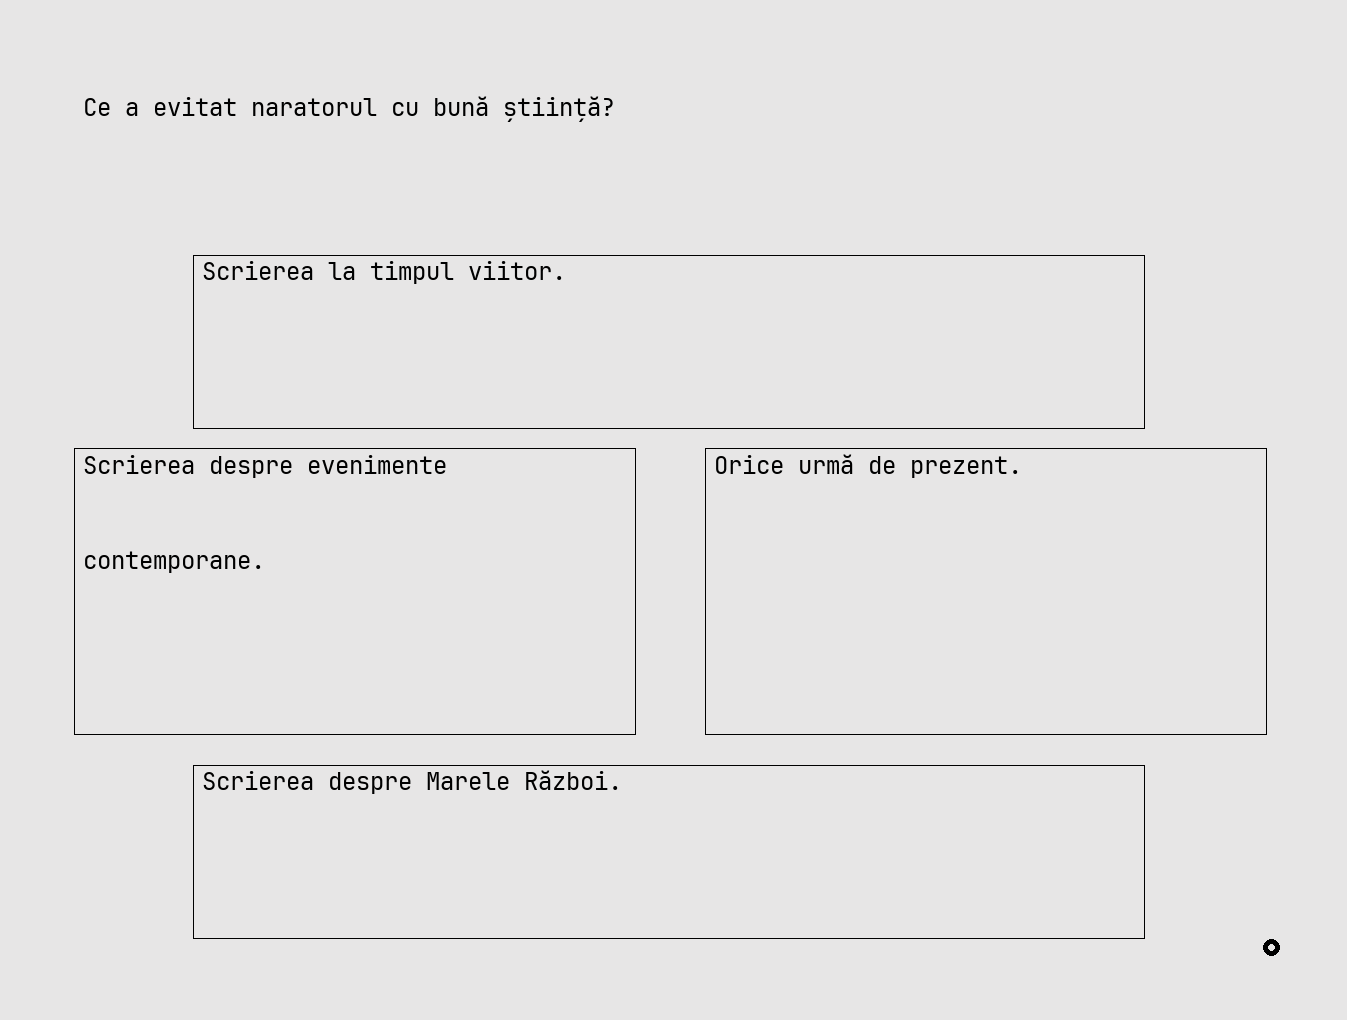 Ce a evitat naratorul cu bună știință?
Scrierea la timpul viitor.
Scrierea despre evenimente
contemporane.
Orice urmă de prezent.
Scrierea despre Marele Război.